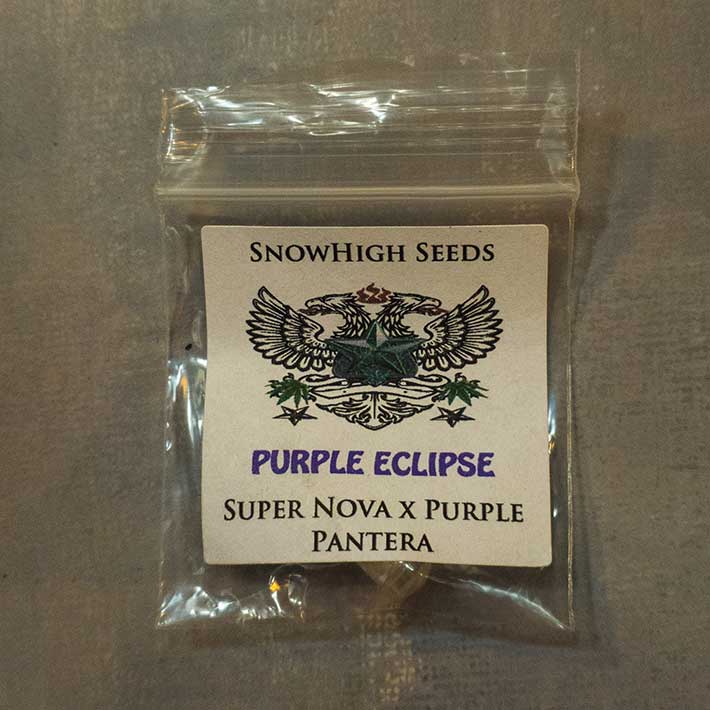 SnowHigh Seeds
PURPLE ECLIPSE
Super Nova x Purple
Pantera